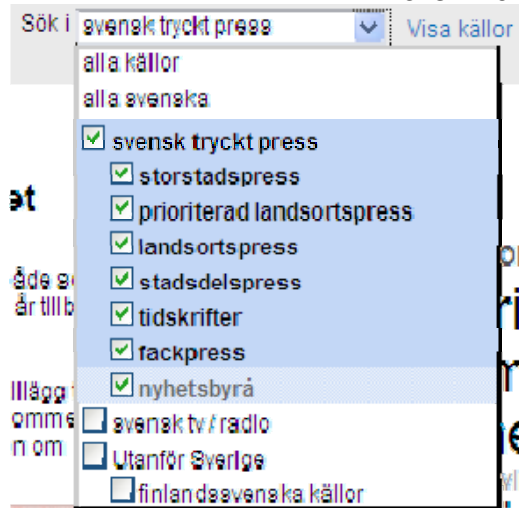 Sök i svensk tryckt press Visa källor
alla källor
alla svenska
svensk tryckt press
storstadspress
prioriterad landsortspress
landsortspress
stadsdelspress
tidskrifter
fackpress
nyhetsbyrå
svensk tv / radio
Utanför Sverige
finlandssvenska källor